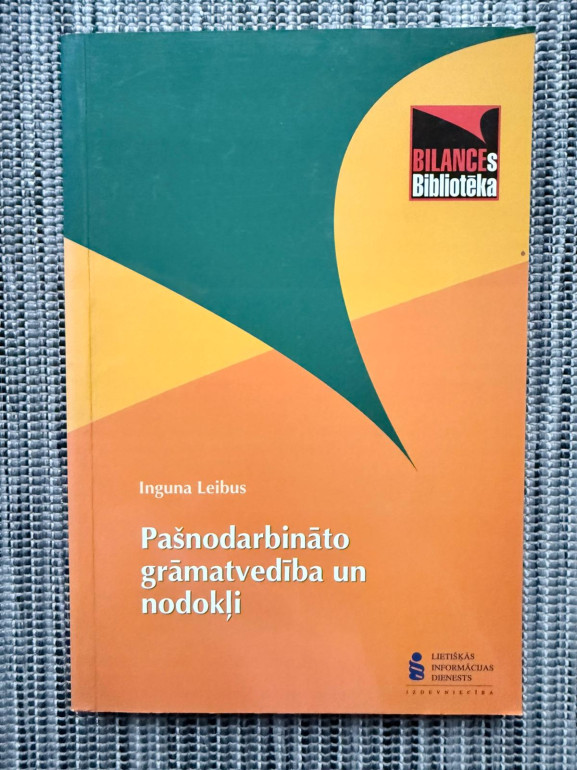 BILANCEs
Bibliotēka
Inguna Leibus
Pašnodarbināto
grāmatvedība un
nodokļi
LIETIŠĶĀS
INFORMĀCIJAS
DIENESTS
IZDEVNIECĪBA